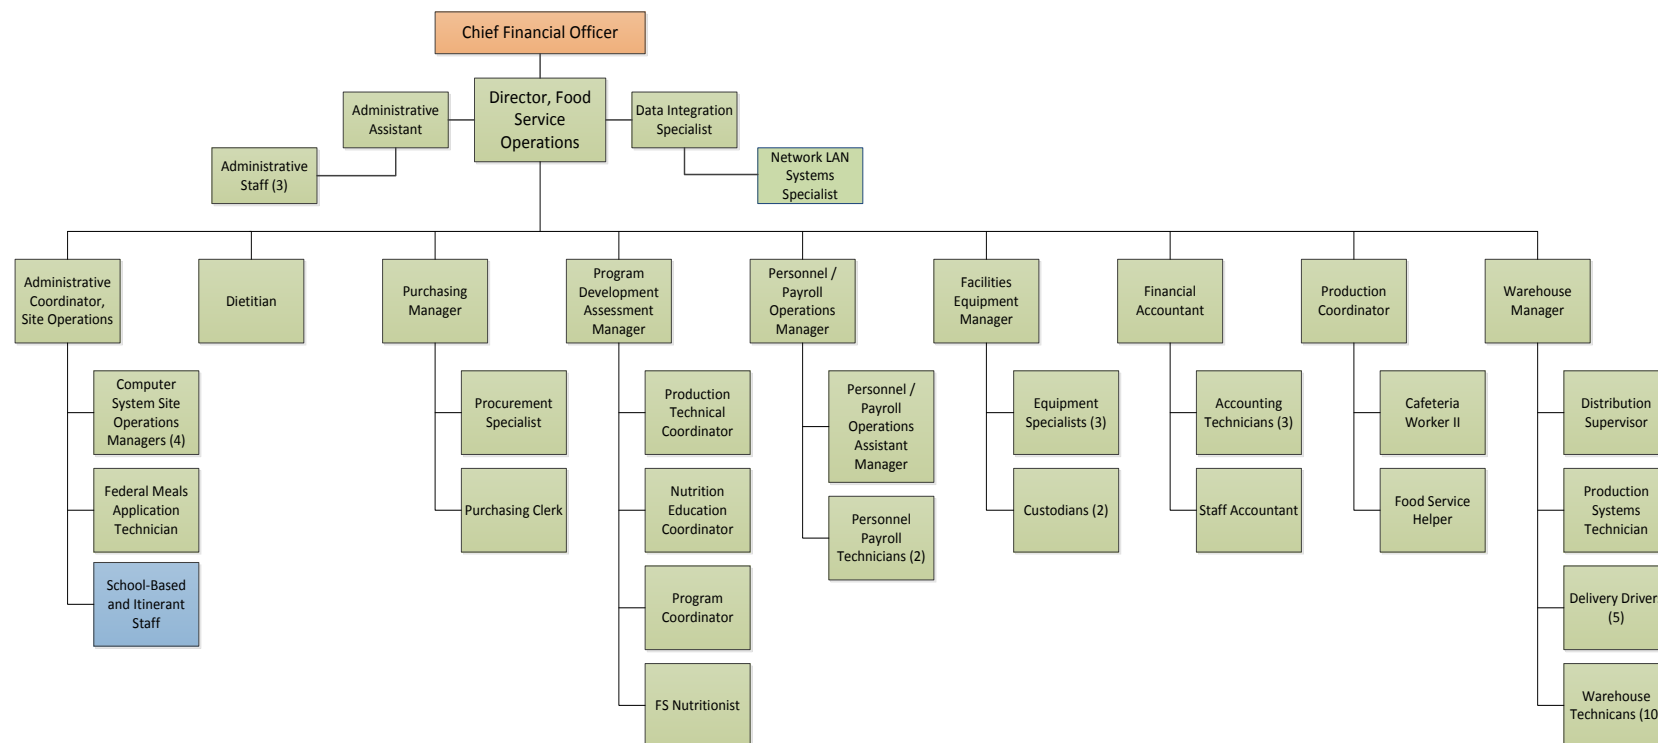 Chief Financial Officer
Director, Food
Service
Operations
Administrative
Assistant
Data Integration
Specialist
Administrative
Staff (3)
Network LAN
Systems
Specialist
Administrative
Coordinator,
Site Operations
Dietitian
Purchasing
Manager
Program
Development
Assessment
Manager
Personnel /
Payroll
Operations
Manager
Facilities
Equipment
Manager
Financial
Accountant
Production
Coordinator
Warehouse
Manager
Computer
System Site
Operations
Managers (4)
Federal Meals
Application
Technician
School-Based
and Itinerant
Staff
Procurement
Specialist
Purchasing Clerk
Production
Technical
Coordinator
Nutrition
Education
Coordinator
Program
Coordinator
FS Nutritionist
Personnel /
Payroll
Operations
Assistant
Manager
Personnel
Payroll
Technicians (2)
Equipment
Specialists (3)
Custodians (2)
Accounting
Technicians (3)
Staff Accountant
Cafeteria
Worker II
Food Service
Helper
Distribution
Supervisor
Production
Systems
Technician
Delivery Driver
(5)
Warehouse
Technicans (10